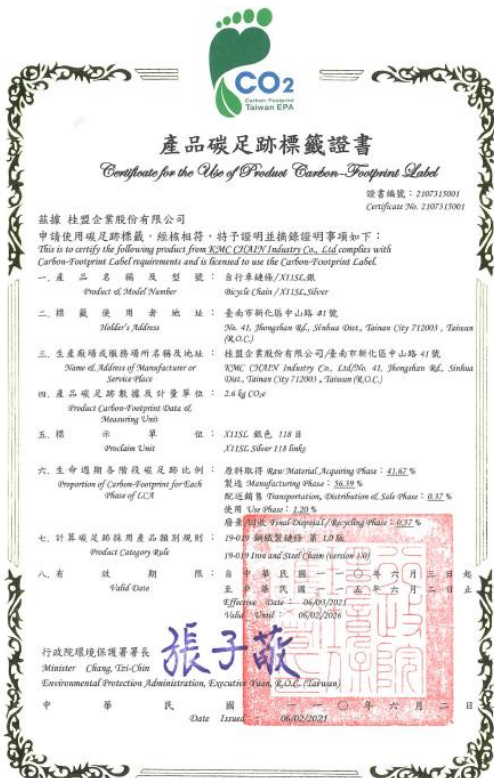 CO2
Carbon Footprint
Taiwan EPA
產品碳足跡標籤證書
Certificate for the Use of Product Carbon-Footprint Label
證書編號：2107315001
Certificate No. 2107315001
茲據 桂盟企業股份有限公司
申請使用碳足跡標籤，經核相符，特予證明並摘錄證明事項如下：
This is to certify the following product from KMC CHAIN Industry Co., Ltd complies with
Carbon-Footprint Label requirements and is licensed to use the Carbon-Footprint Label.
一、產品名稱及型號：自行車鏈條/X11SL銀
Product & Model Number Bicycle Chain / X11SL,Silver
二、標籤使用者地址：臺南市新化區中山路 41 號
Holder's Address No. 41, Jhongshan Rd., Sinhua Dist., Tainan City 712003 , Taiwan
(R.O.C.)
三、生產廠場或服務場所名稱及地址：桂盟企業股份有限公司/臺南市新化區中山路 41 號
Name & Address of Manufacturer or KMC CHAIN Industry Co., Ltd/No. 41, Jhongshan Rd., Sinhua
Service Place Dist., Tainan City 712003 , Taiwan (R.O.C.)
四、產品碳足跡數據及計量單位：2.6 kg CO₂e
Product Carbon-Footprint Data &
Measuring Unit
五、標示單位：X11SL 銀色 118 目
Proclaim Unit X11SL Silver 118 links
六、生命週期各階段碳足跡比例：原料取得 Raw Material Acquiring Phase：41.67 %
Proportion of Carbon-Footprint for Each 製造 Manufacturing Phase：56.39 %
Phase of LCA 配送銷售 Transportation, Distribution & Sale Phase：0.37 %
使用 Use Phase：1.20 %
廢棄/回收 Final Disposal / Recycling Phase：0.37 %
七、計算碳足跡採用產品類別規則：19-019 鋼鐵製鏈條 第 1.0 版
Product Category Rule 19-019 Iron and Steel Chain (version 1.0)
八、有效期限：自中華民國一一〇年六月三日起
Valid Date 至中華民國一一五年六月二日止
Effective Date：06/03/2021
Valid Until：06/02/2026
行政院環境保護署署長 張子敬
Minister Chang, Tzi-Chin
Environmental Protection Administration, Executive Yuan, R.O.C. (Taiwan)
中華民國一一〇年六月二日
Date Issued 06/02/2021